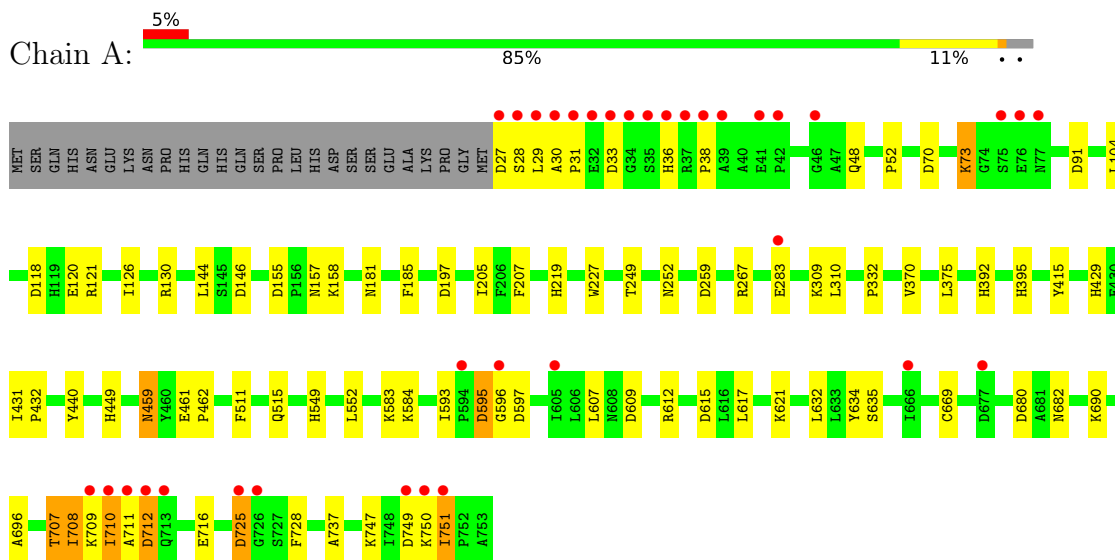 5%
Chain A:
85% 11% • •
MET SER GLN HIS ASN GLU LYS ASN PRO HIS GLN HIS GLN SER PRO LEU HIS ASP SER SER GLU ALA LYS PRO GLY MET D27 S28 L29 A30 P31 E32 D33 G34 S35 H36 R37 P38 A39 A40 E41 P42 G46 A47 Q48 P52 D70 K73 G74 S75 E76 N77 D91 L104
D118 H119 E120 R121 I126 R130 L144 S145 D146 D155 P156 N157 K158 N181 F185 D197 I205 F206 F207 H219 W227 T249 N252 D259 R267 E283 K309 L310 P332 V370 L375 H392 H395 Y415 H429 E430
I431 P432 Y440 H449 N459 Y460 E461 P462 F511 Q515 H549 L552 K583 K584 I593 P594 D595 G596 D597 I605 L606 L607 N608 D609 R612 D615 L616 L617 K621 L632 L633 Y634 S635 I666 C669 D677 D680 A681 N682 K690
A696 T707 I708 K709 I710 A711 D712 Q713 E716 D725 G726 S727 F728 A737 K747 I748 D749 K750 I751 P752 A753